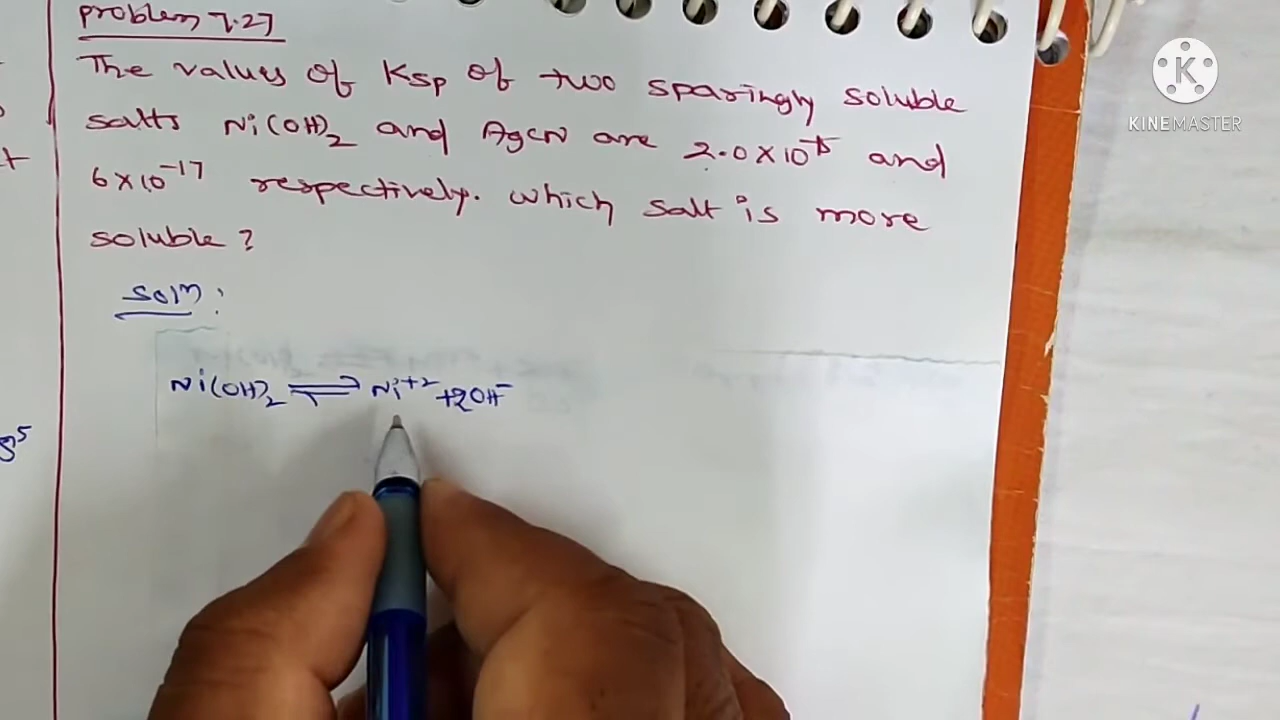 problem 7.27
The values of Ksp of two sparingly soluble
salts Ni(OH)₂ and AgCN are 2.0×10⁻¹⁵ and
6×10⁻¹⁷ respectively. which salt is more
soluble?
Soln:
Ni(OH)₂ ⇌ Ni⁺² + 2OH⁻
K
KINEMASTER